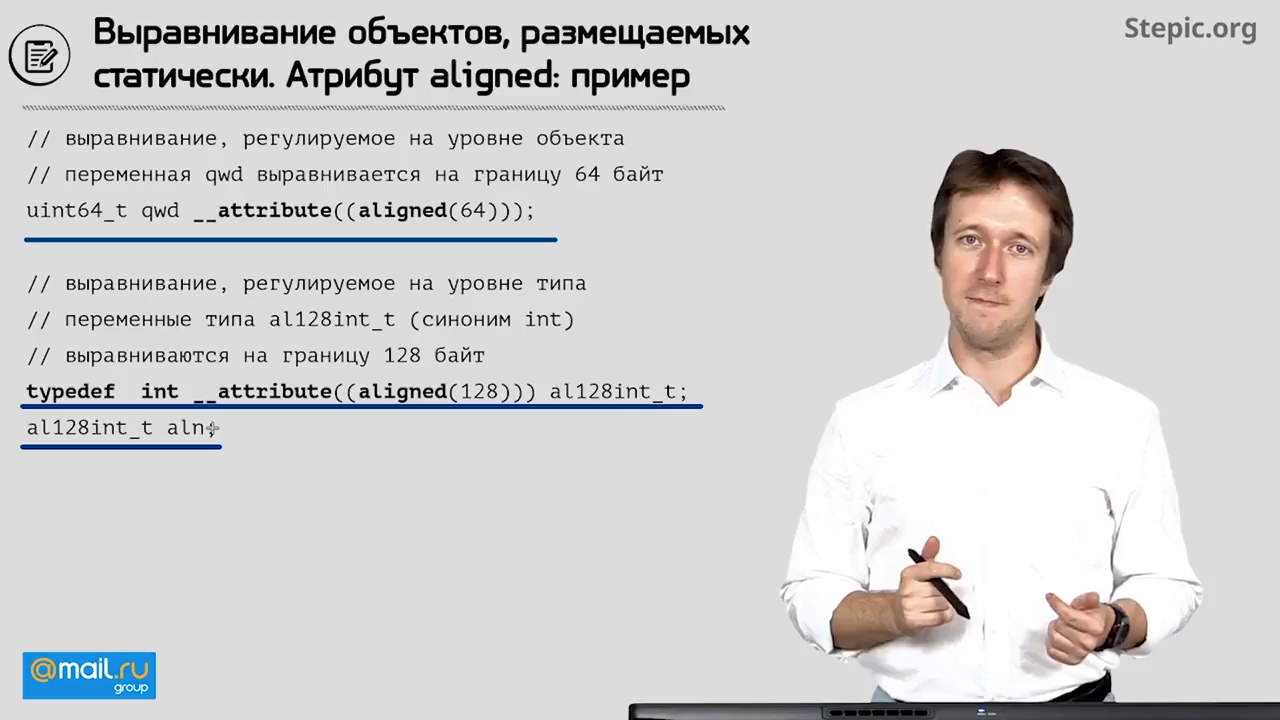 Выравнивание объектов, размещаемых
статически. Атрибут aligned: пример
Stepic.org
// выравнивание, регулируемое на уровне объекта
// переменная qwd выравнивается на границу 64 байт
uint64_t qwd __attribute((aligned(64)));
// выравнивание, регулируемое на уровне типа
// переменные типа al128int_t (синоним int)
// выравниваются на границу 128 байт
typedef  int __attribute((aligned(128))) al128int_t;
al128int_t aln;
@mail.ru
group